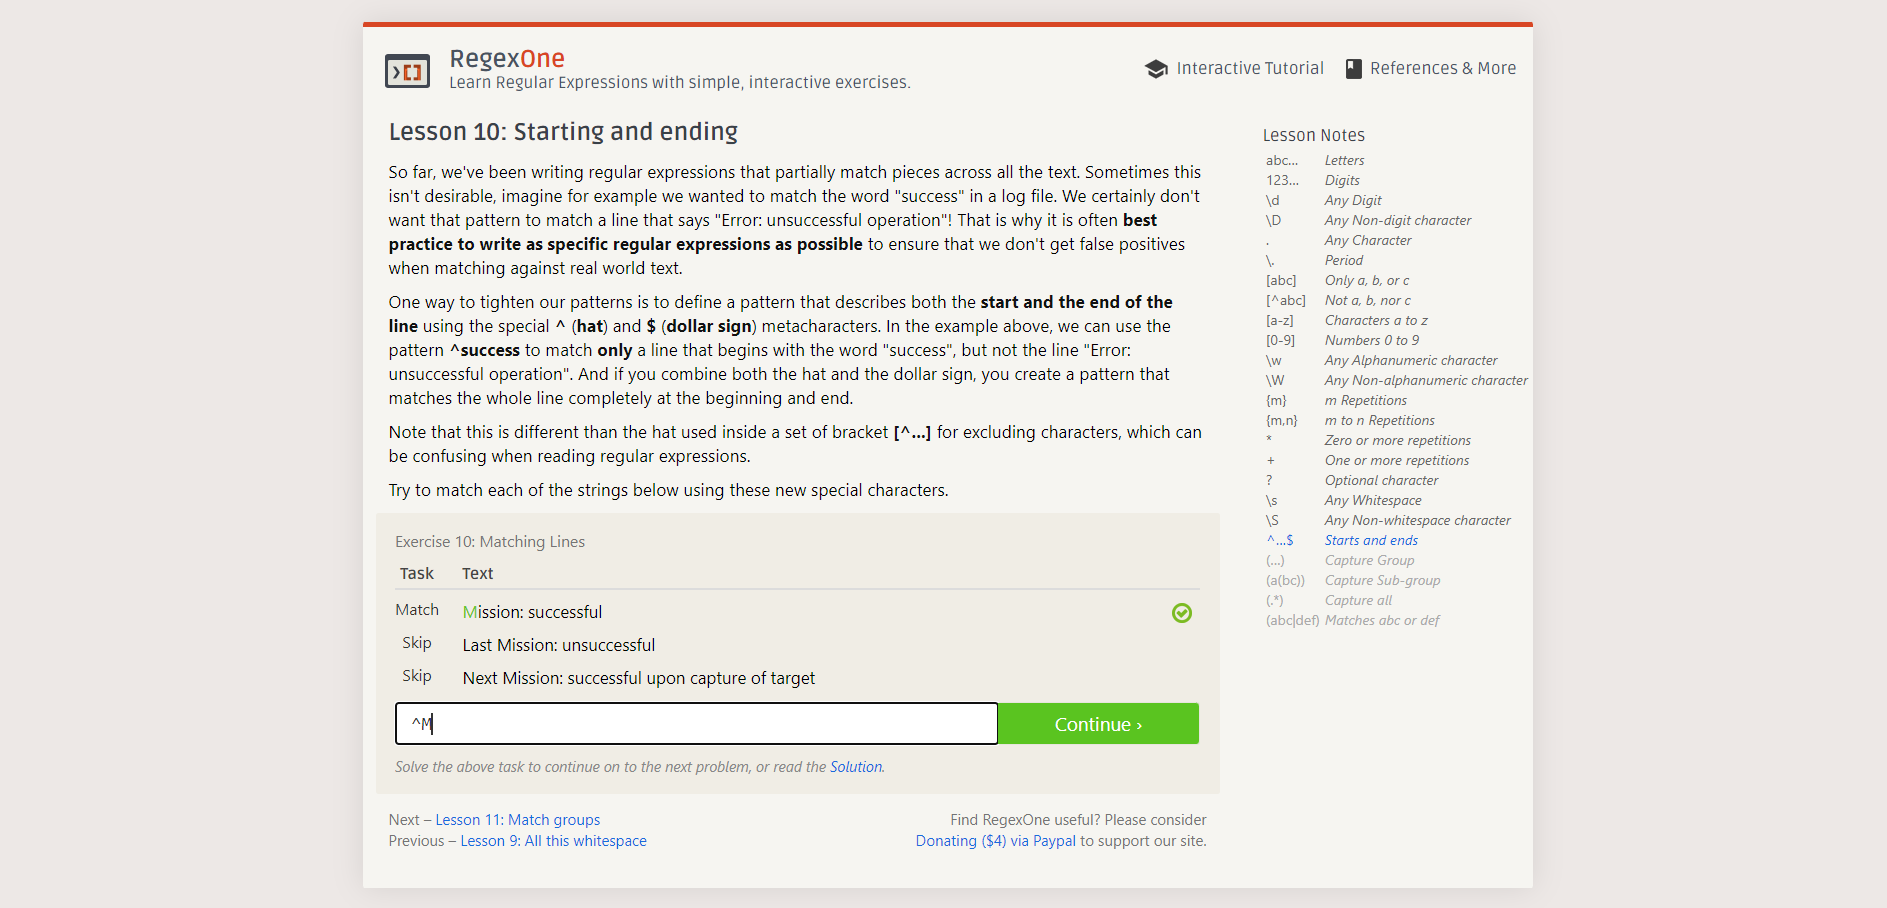 RegexOne
Learn Regular Expressions with simple, interactive exercises.
Interactive Tutorial
References & More
Lesson 10: Starting and ending
So far, we've been writing regular expressions that partially match pieces across all the text. Sometimes this
isn't desirable, imagine for example we wanted to match the word "success" in a log file. We certainly don't
want that pattern to match a line that says "Error: unsuccessful operation"! That is why it is often best
practice to write as specific regular expressions as possible to ensure that we don't get false positives
when matching against real world text.
One way to tighten our patterns is to define a pattern that describes both the start and the end of the
line using the special ^ (hat) and $ (dollar sign) metacharacters. In the example above, we can use the
pattern ^success to match only a line that begins with the word "success", but not the line "Error:
unsuccessful operation". And if you combine both the hat and the dollar sign, you create a pattern that
matches the whole line completely at the beginning and end.
Note that this is different than the hat used inside a set of bracket [^...] for excluding characters, which can
be confusing when reading regular expressions.
Try to match each of the strings below using these new special characters.
Exercise 10: Matching Lines
Task Text
Match Mission: successful
Skip Last Mission: unsuccessful
Skip Next Mission: successful upon capture of target
^M
Continue ›
Solve the above task to continue on to the next problem, or read the Solution.
Next – Lesson 11: Match groups
Previous – Lesson 9: All this whitespace
Find RegexOne useful? Please consider
Donating ($4) via Paypal to support our site.
Lesson Notes
abc... Letters
123... Digits
\d Any Digit
\D Any Non-digit character
. Any Character
\. Period
[abc] Only a, b, or c
[^abc] Not a, b, nor c
[a-z] Characters a to z
[0-9] Numbers 0 to 9
\w Any Alphanumeric character
\W Any Non-alphanumeric character
{m} m Repetitions
{m,n} m to n Repetitions
* Zero or more repetitions
+ One or more repetitions
? Optional character
\s Any Whitespace
\S Any Non-whitespace character
^...$ Starts and ends
(...) Capture Group
(a(bc)) Capture Sub-group
(.*) Capture all
(abc|def) Matches abc or def